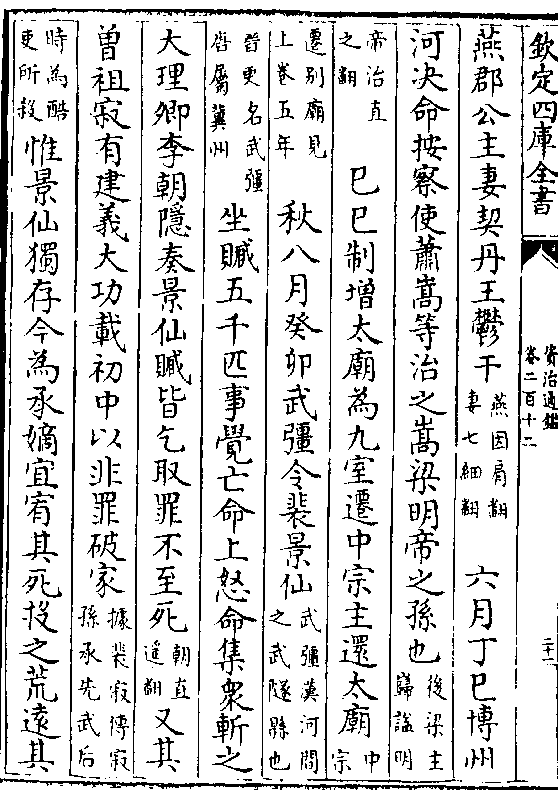 欽定四庫全書
資治通鑑
卷二百十二
燕郡公主妻契丹王鬱干燕因肩翻妻七細翻 六月丁巳博州
河决命按察使蕭嵩等治之嵩梁明帝之孫也後梁主歸諡明
帝治直之翻 己巳制增太廟為九室遷中宗主還太廟中宗
遷别廟見上卷五年 秋八月癸卯武彊令裴景仙武彊漢河間之武隧縣也
晉更名武彊唐屬冀州坐贓五千匹事覺亡命上怒命集衆斬之
大理卿李朝隱奏景仙贓皆乞取罪不至死朝直遥翻又其
曾祖寂有建義大功載初中以非罪破家據裴寂傳寂孫承先武后
時為酷吏所殺惟景仙獨存今為承嫡宜宥其死投之荒遠其